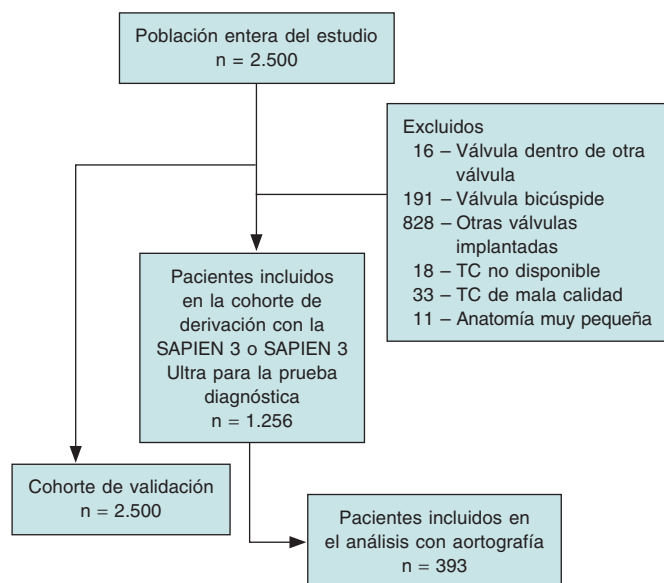 Población entera del estudio
n = 2.500
Excluidos
16 – Válvula dentro de otra
válvula
191 – Válvula bicúspide
828 – Otras válvulas
implantadas
18 – TC no disponible
33 – TC de mala calidad
11 – Anatomía muy pequeña
Pacientes incluidos
en la cohorte de
derivación con la
SAPIEN 3 o SAPIEN 3
Ultra para la prueba
diagnóstica
n = 1.256
Cohorte de validación
n = 2.500
Pacientes incluidos en
el análisis con aortografía
n = 393